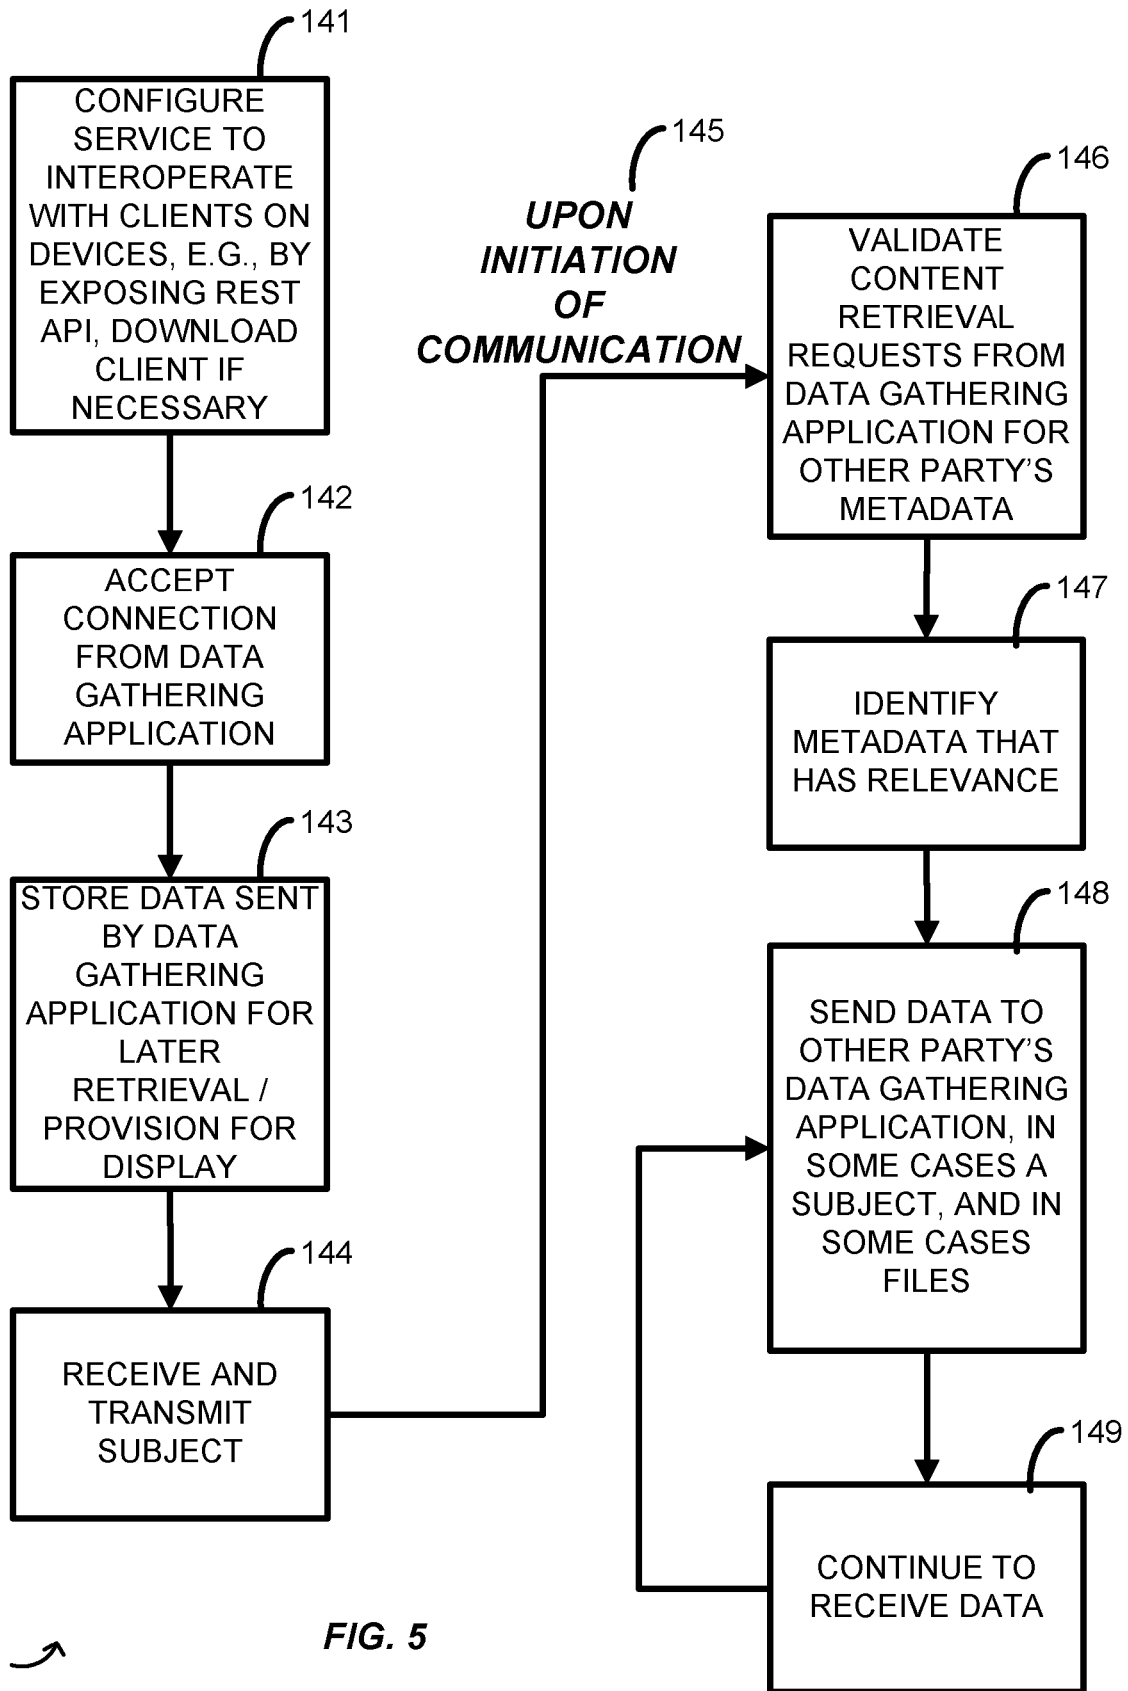 141
CONFIGURE
SERVICE TO
INTEROPERATE
WITH CLIENTS ON
DEVICES, E.G., BY
EXPOSING REST
API, DOWNLOAD
CLIENT IF
NECESSARY
142
ACCEPT
CONNECTION
FROM DATA
GATHERING
APPLICATION
143
STORE DATA SENT
BY DATA
GATHERING
APPLICATION FOR
LATER
RETRIEVAL /
PROVISION FOR
DISPLAY
144
RECEIVE AND
TRANSMIT
SUBJECT
145
UPON
INITIATION
OF
COMMUNICATION
146
VALIDATE
CONTENT
RETRIEVAL
REQUESTS FROM
DATA GATHERING
APPLICATION FOR
OTHER PARTY’S
METADATA
147
IDENTIFY
METADATA THAT
HAS RELEVANCE
148
SEND DATA TO
OTHER PARTY’S
DATA GATHERING
APPLICATION, IN
SOME CASES A
SUBJECT, AND IN
SOME CASES
FILES
149
CONTINUE TO
RECEIVE DATA
FIG. 5